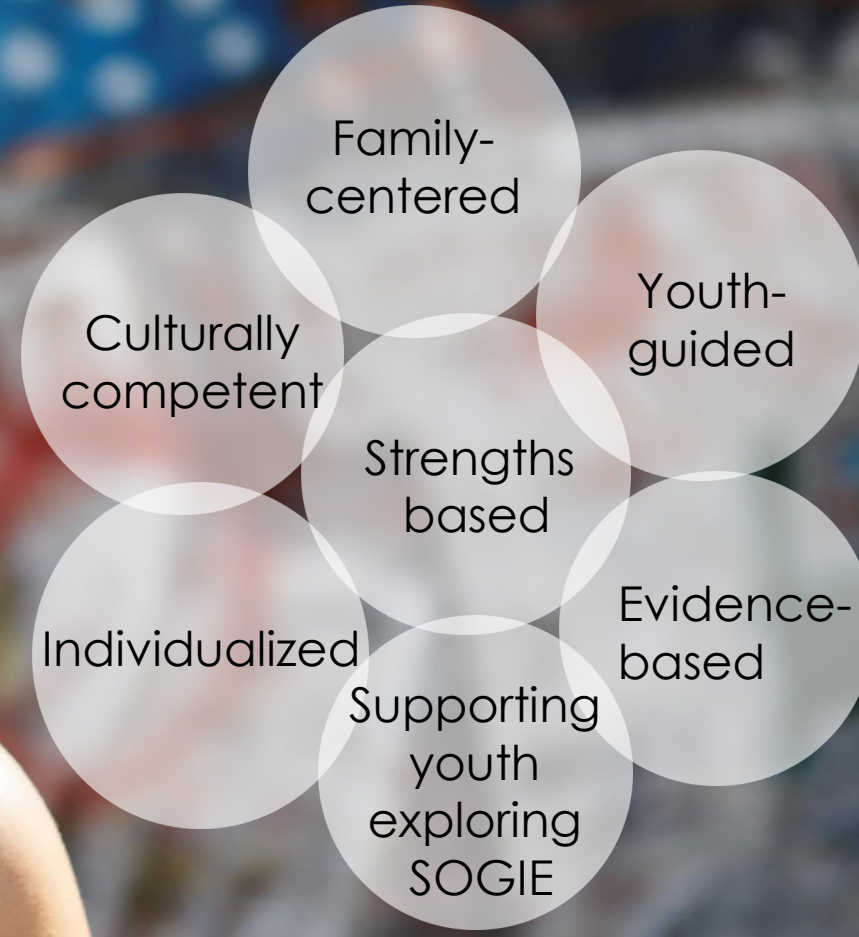 Family-
centered
Youth-
guided
Culturally
competent
Strengths
based
Evidence-
based
Individualized
Supporting
youth
exploring
SOGIE